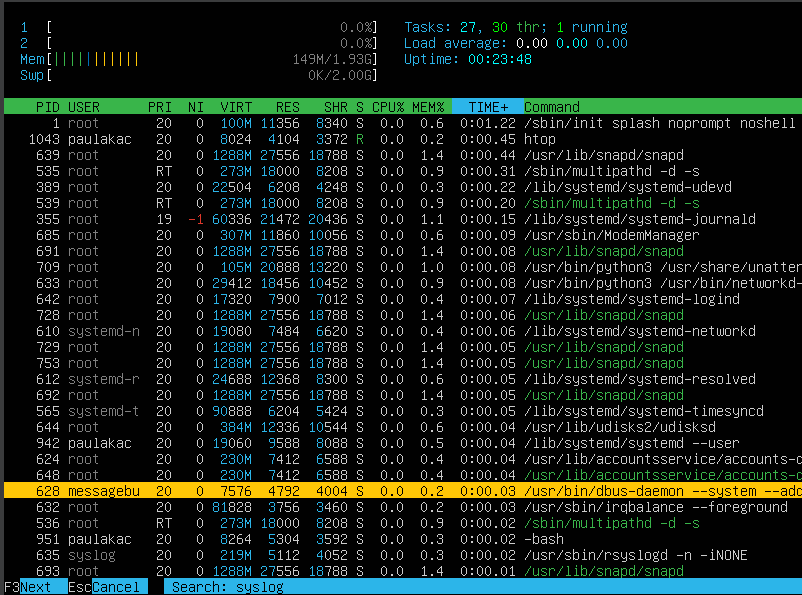 1 [ 0.0%] Tasks: 27, 30 thr; 1 running
2 [ 0.0%] Load average: 0.00 0.00 0.00
Mem[||||||||||||| 149M/1.93G] Uptime: 00:23:48
Swp[ 0K/2.00G]
PID USER PRI NI VIRT RES SHR S CPU% MEM% TIME+ Command
1 root 20 0 100M 11356 8340 S 0.0 0.6 0:01.22 /sbin/init splash noprompt noshell
1043 paulakac 20 0 8024 4104 3372 R 0.0 0.2 0:00.45 htop
639 root 20 0 1288M 27556 18788 S 0.0 1.4 0:00.44 /usr/lib/snapd/snapd
535 root RT 0 273M 18000 8208 S 0.0 0.9 0:00.31 /sbin/multipathd -d -s
389 root 20 0 22504 6208 4248 S 0.0 0.3 0:00.22 /lib/systemd/systemd-udevd
539 root RT 0 273M 18000 8208 S 0.0 0.9 0:00.20 /sbin/multipathd -d -s
355 root 19 -1 60336 21472 20436 S 0.0 1.1 0:00.15 /lib/systemd/systemd-journald
685 root 20 0 307M 11860 10056 S 0.0 0.6 0:00.09 /usr/sbin/ModemManager
691 root 20 0 1288M 27556 18788 S 0.0 1.4 0:00.08 /usr/lib/snapd/snapd
709 root 20 0 105M 20888 13220 S 0.0 1.0 0:00.08 /usr/bin/python3 /usr/share/unatten
633 root 20 0 29412 18456 10452 S 0.0 0.9 0:00.08 /usr/bin/python3 /usr/bin/networkd-
642 root 20 0 17320 7900 7012 S 0.0 0.4 0:00.07 /lib/systemd/systemd-logind
728 root 20 0 1288M 27556 18788 S 0.0 1.4 0:00.06 /usr/lib/snapd/snapd
610 systemd-n 20 0 19080 7484 6620 S 0.0 0.4 0:00.06 /lib/systemd/systemd-networkd
729 root 20 0 1288M 27556 18788 S 0.0 1.4 0:00.05 /usr/lib/snapd/snapd
753 root 20 0 1288M 27556 18788 S 0.0 1.4 0:00.05 /usr/lib/snapd/snapd
612 systemd-r 20 0 24688 12368 8300 S 0.0 0.6 0:00.05 /lib/systemd/systemd-resolved
692 root 20 0 1288M 27556 18788 S 0.0 1.4 0:00.05 /usr/lib/snapd/snapd
565 systemd-t 20 0 90888 6204 5424 S 0.0 0.3 0:00.05 /lib/systemd/systemd-timesyncd
644 root 20 0 384M 12336 10544 S 0.0 0.6 0:00.04 /usr/lib/udisks2/udisksd
942 paulakac 20 0 19060 9588 8088 S 0.0 0.5 0:00.04 /lib/systemd/systemd --user
624 root 20 0 230M 7412 6588 S 0.0 0.4 0:00.04 /usr/lib/accountsservice/accounts-d
648 root 20 0 230M 7412 6588 S 0.0 0.4 0:00.04 /usr/lib/accountsservice/accounts-d
628 messagebu 20 0 7576 4792 4004 S 0.0 0.2 0:00.03 /usr/bin/dbus-daemon --system --add
632 root 20 0 81828 3756 3460 S 0.0 0.2 0:00.03 /usr/sbin/irqbalance --foreground
536 root RT 0 273M 18000 8208 S 0.0 0.9 0:00.02 /sbin/multipathd -d -s
951 paulakac 20 0 8264 5304 3592 S 0.0 0.3 0:00.02 -bash
635 syslog 20 0 219M 5112 4052 S 0.0 0.3 0:00.02 /usr/sbin/rsyslogd -n -iNONE
693 root 20 0 1288M 27556 18788 S 0.0 1.4 0:00.01 /usr/lib/snapd/snapd
F3Next EscCancel Search: syslog